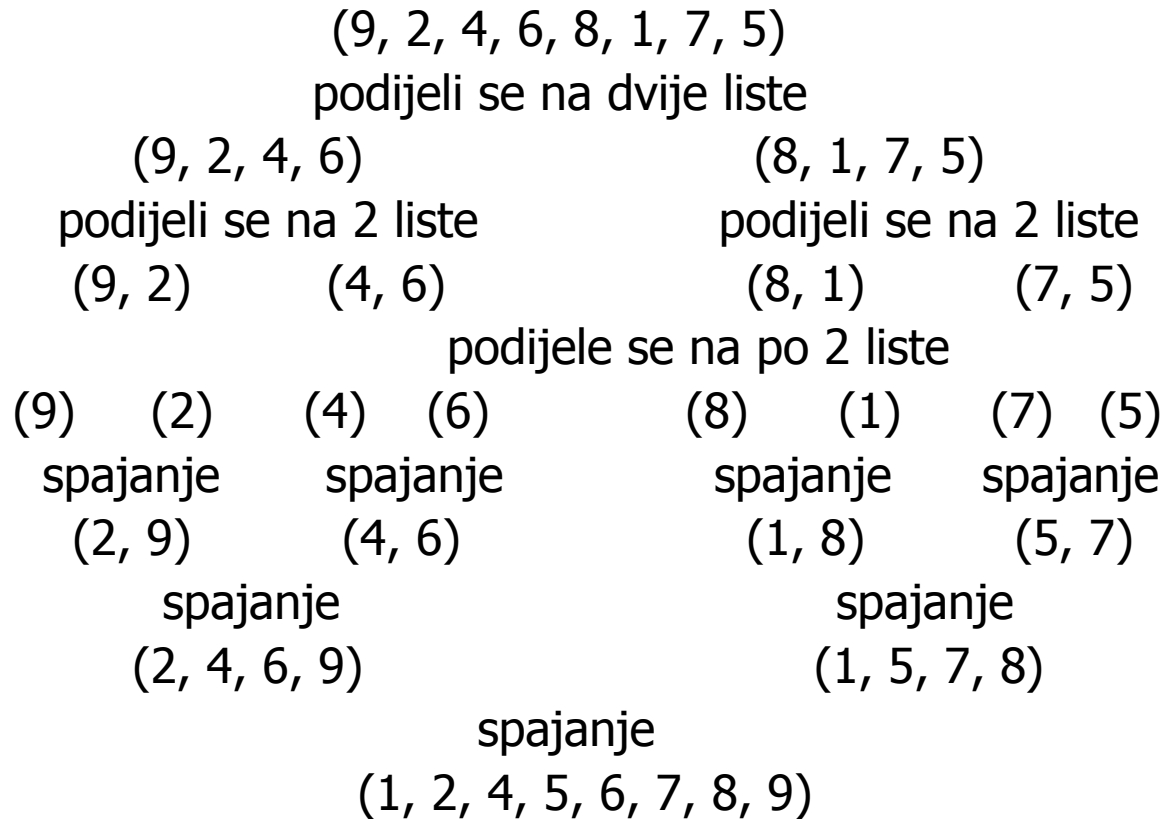 (9, 2, 4, 6, 8, 1, 7, 5)
podijeli se na dvije liste
(9, 2, 4, 6) (8, 1, 7, 5)
podijeli se na 2 liste podijeli se na 2 liste
(9, 2) (4, 6) (8, 1) (7, 5)
podijele se na po 2 liste
(9) (2) (4) (6) (8) (1) (7) (5)
spajanje spajanje spajanje spajanje
(2, 9) (4, 6) (1, 8) (5, 7)
spajanje spajanje
(2, 4, 6, 9) (1, 5, 7, 8)
spajanje
(1, 2, 4, 5, 6, 7, 8, 9)